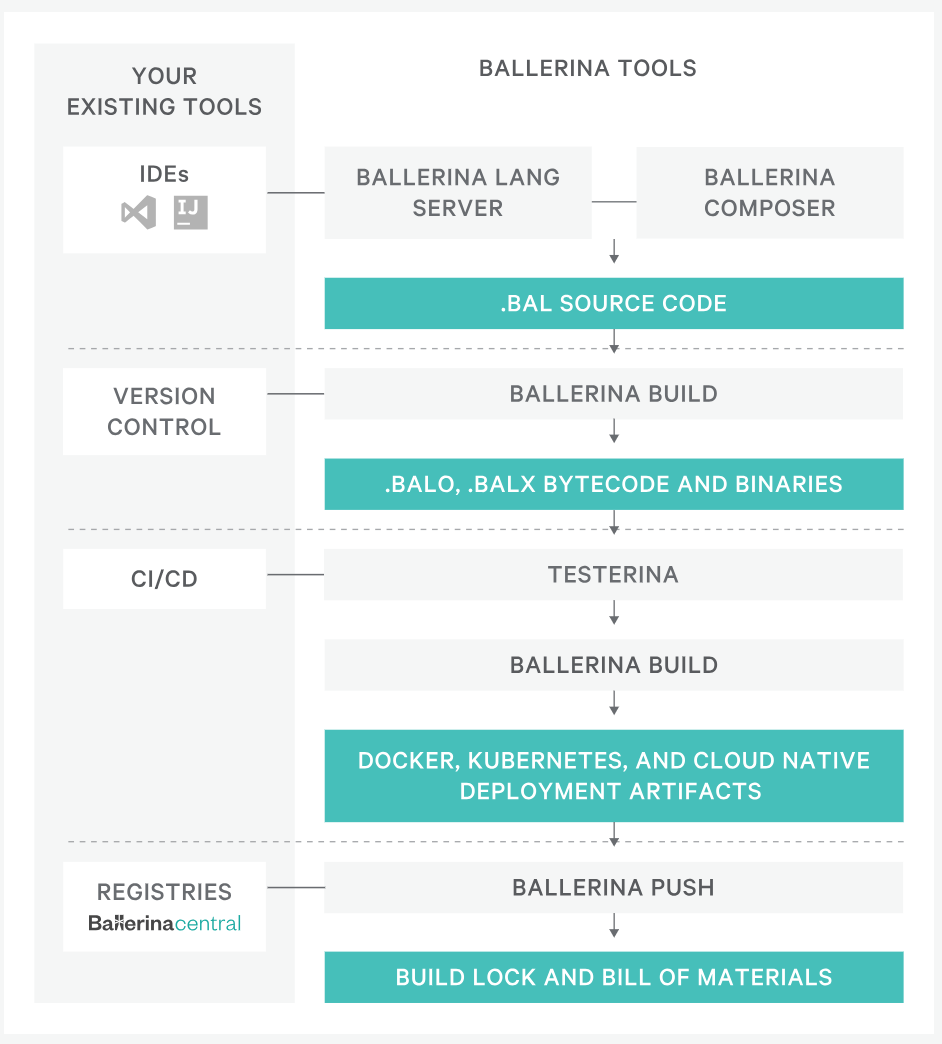 YOUR
EXISTING TOOLS
BALLERINA TOOLS
IDEs
IJ
BALLERINA LANG
SERVER
BALLERINA
COMPOSER
.BAL SOURCE CODE
VERSION
CONTROL
BALLERINA BUILD
.BALO, .BALX BYTECODE AND BINARIES
CI/CD
TESTERINA
BALLERINA BUILD
DOCKER, KUBERNETES, AND CLOUD NATIVE
DEPLOYMENT ARTIFACTS
REGISTRIES
Ballerinacentral
BALLERINA PUSH
BUILD LOCK AND BILL OF MATERIALS